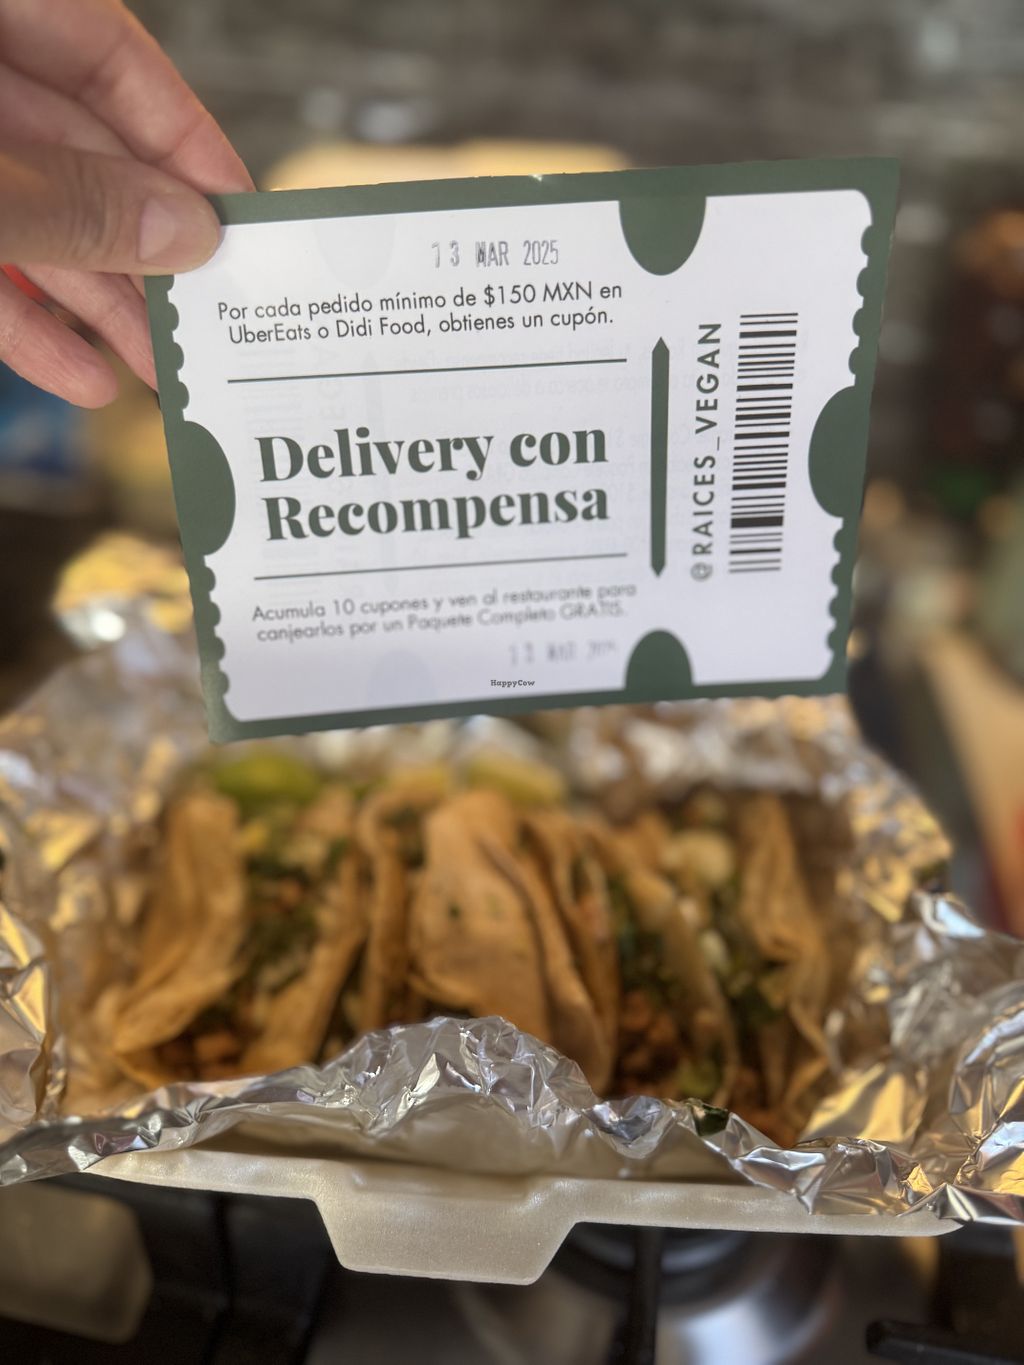 13 MAR 2025
Por cada pedido mínimo de $150 MXN en
UberEats o Didi Food, obtienes un cupón.
Delivery con
Recompensa
Acumula 10 cupones y ven al restaurante para
canjearlos por un Paquete Completo GRATIS.
MAR
@RAICES_VEGAN
HappyCow